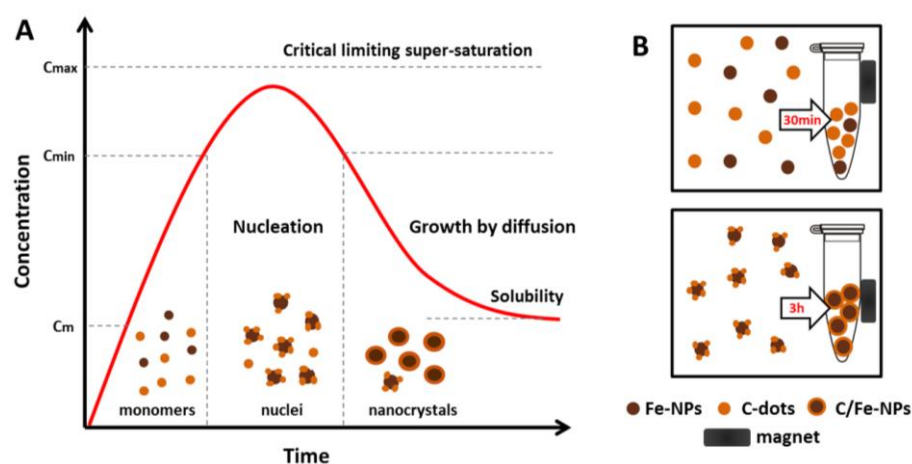 A
Critical limiting super-saturation
Cmax
Cmin
Concentration
Nucleation
Growth by diffusion
Solubility
Cm
monomers
nuclei
nanocrystals
Time
B
30min
3h
Fe-NPs
C-dots
C/Fe-NPs
magnet